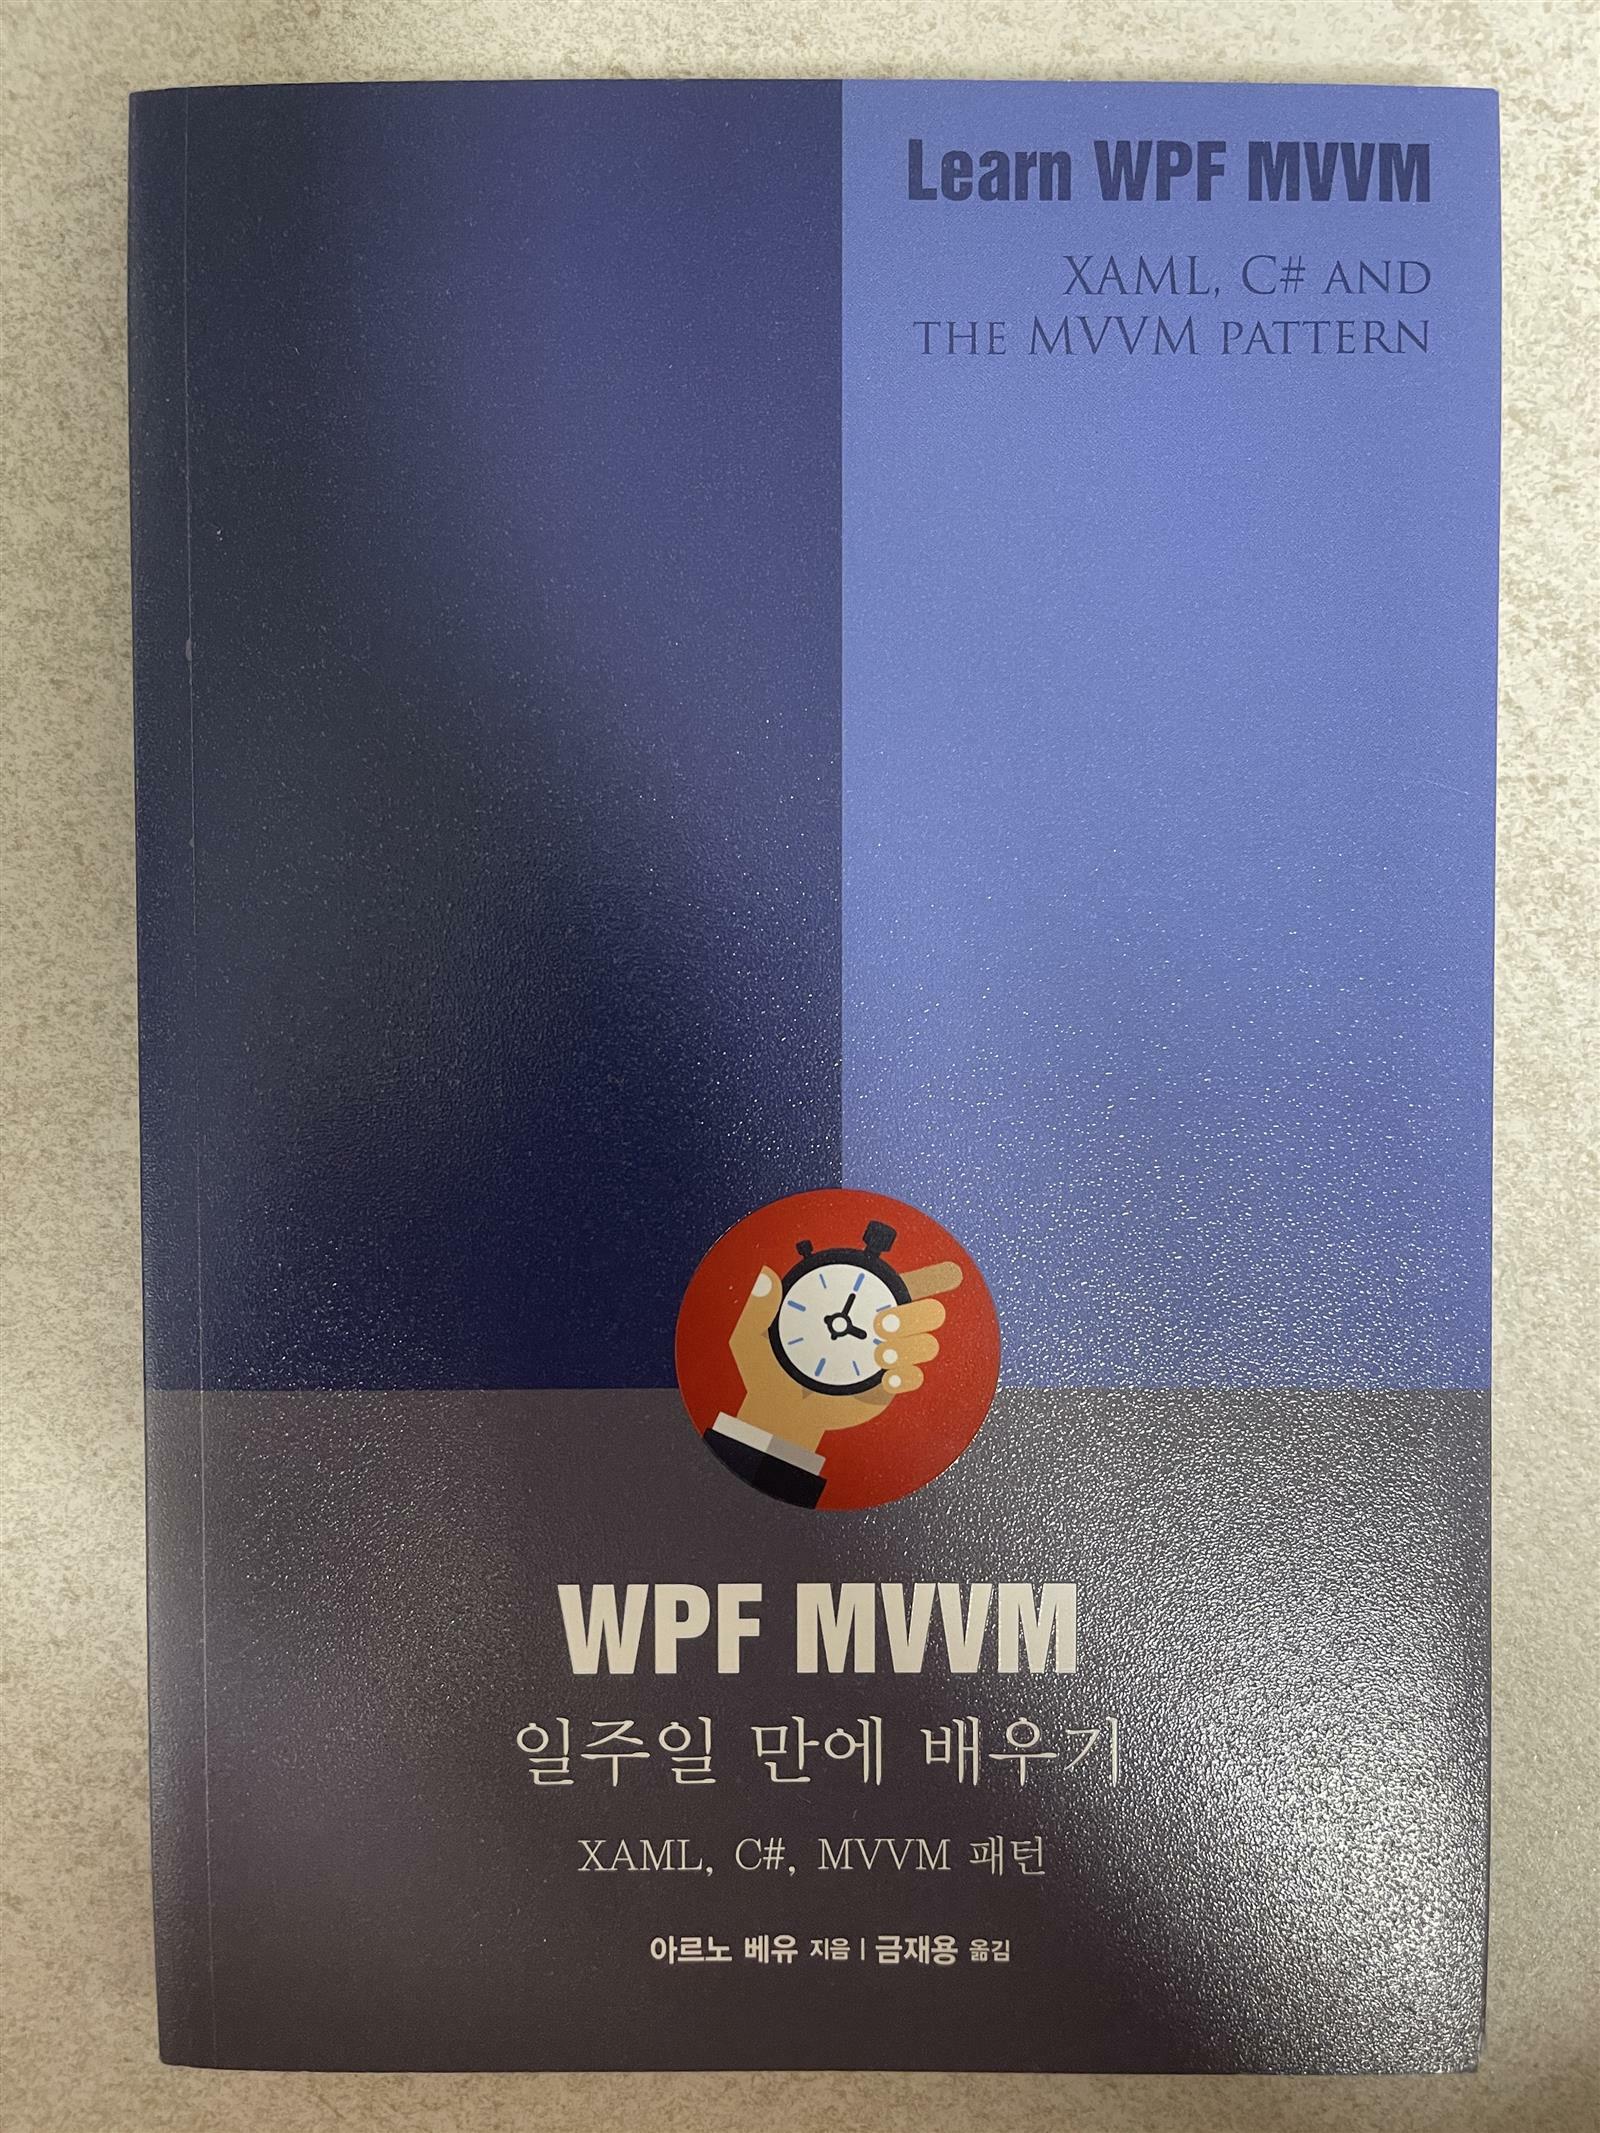 Learn WPF MVVM
XAML, C# AND
THE MVVM PATTERN
WPF MVVM
일주일 만에 배우기
XAML, C#, MVVM 패턴
아르노 베유 지음 | 금재용 옮김